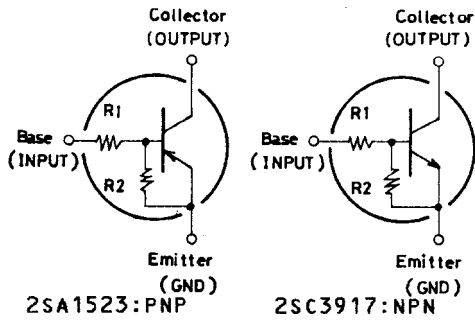 Collector
(OUTPUT)
R1
Base
(INPUT)
R2
Emitter
(GND)
2SA1523:PNP
Collector
(OUTPUT)
R1
Base
(INPUT)
R2
Emitter
(GND)
2SC3917:NPN